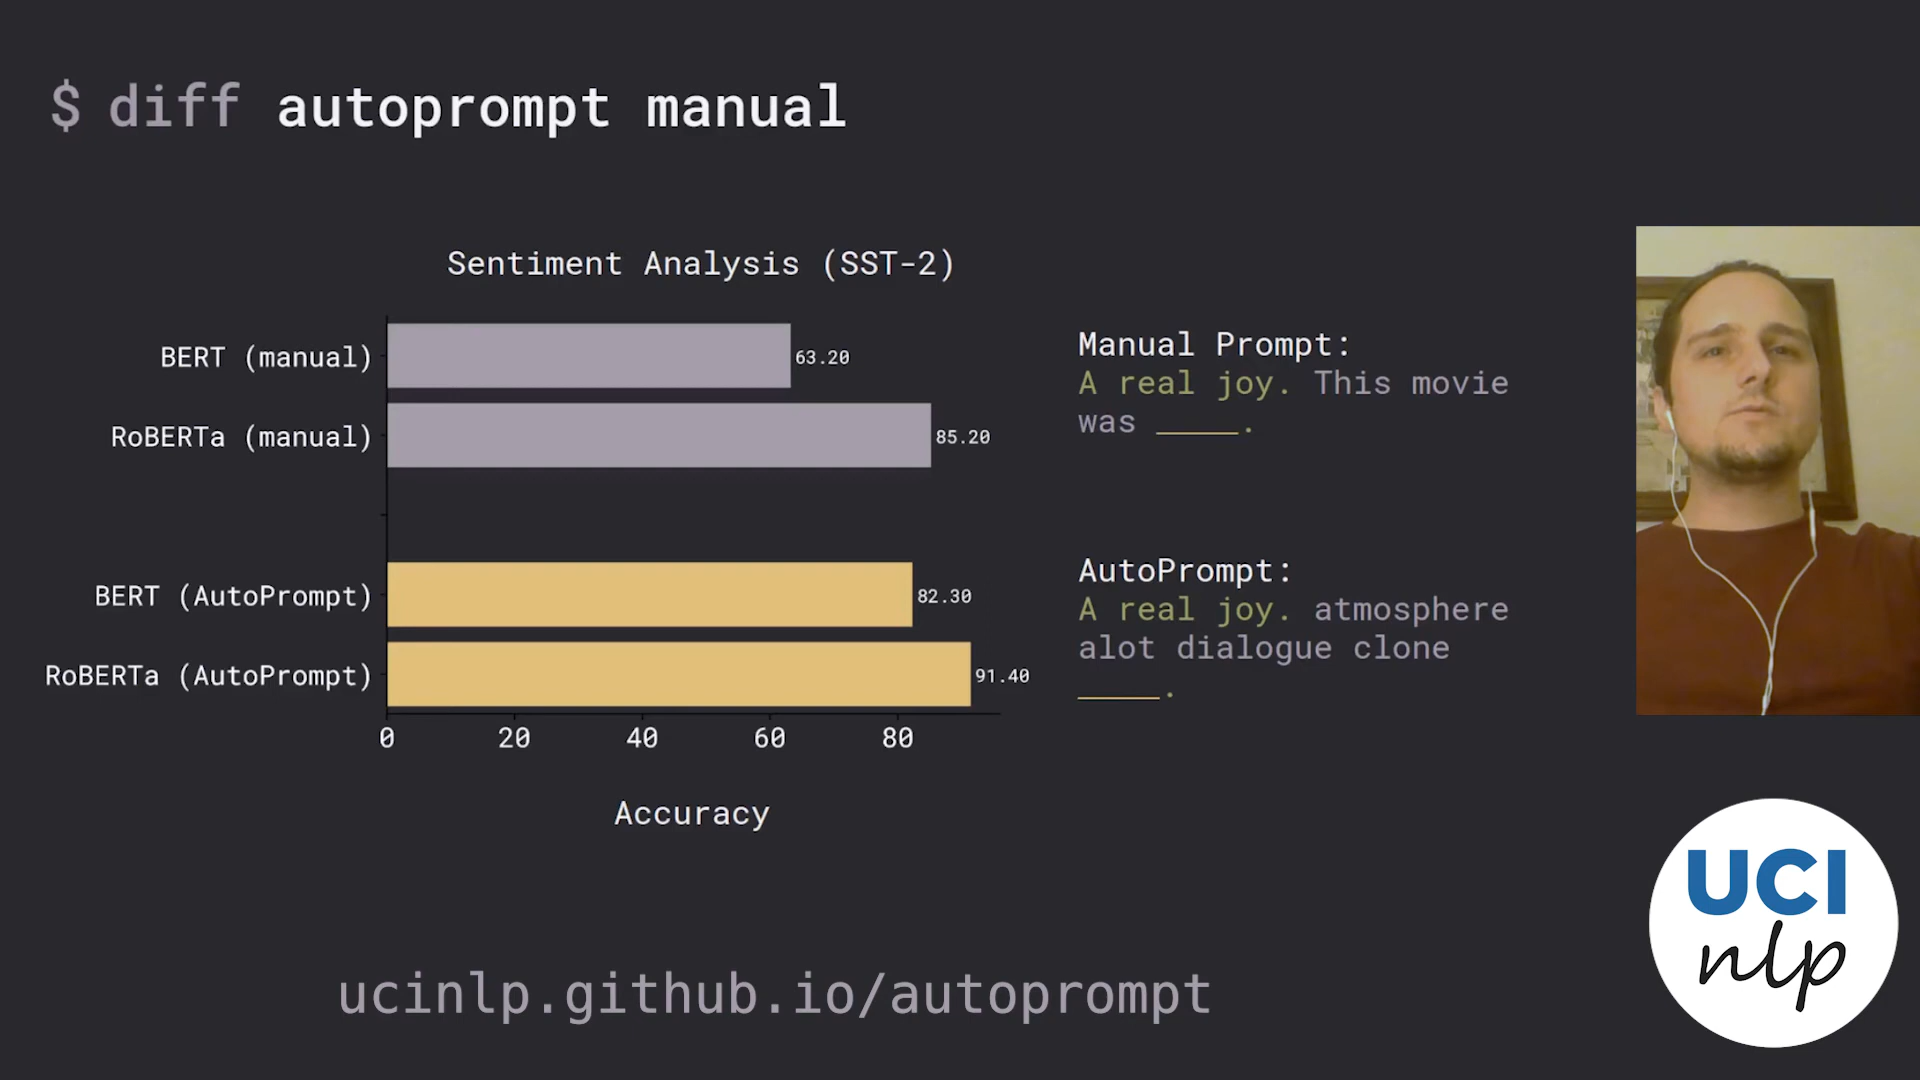 $ diff autoprompt manual
Sentiment Analysis (SST-2)
BERT (manual)
63.20
RoBERTa (manual)
85.20
BERT (AutoPrompt)
82.30
RoBERTa (AutoPrompt)
91.40
0 20 40 60 80
Accuracy
Manual Prompt:
A real joy. This movie
was _____.
AutoPrompt:
A real joy. atmosphere
alot dialogue clone
_____.
UCI
nlp
ucinlp.github.io/autoprompt